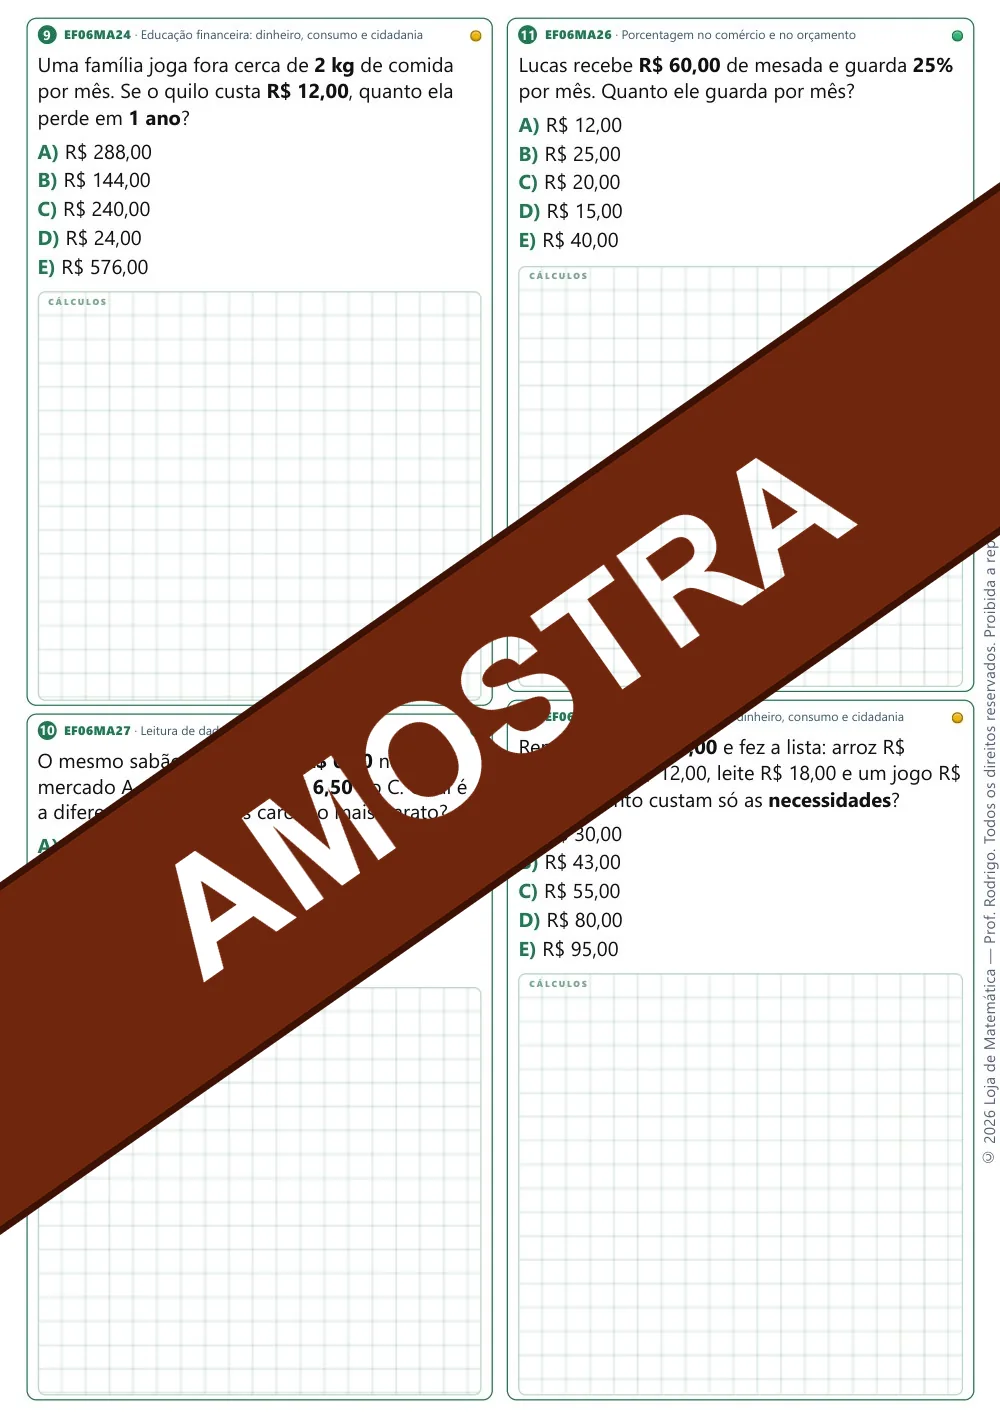 9 EF06MA24 · Educação financeira: dinheiro, consumo e cidadania
Uma família joga fora cerca de 2 kg de comida
por mês. Se o quilo custa R$ 12,00, quanto ela
perde em 1 ano?
A) R$ 288,00
B) R$ 144,00
C) R$ 240,00
D) R$ 24,00
E) R$ 576,00
CÁLCULOS
10 EF06MA27 · Leitura de
O mesmo sabão
mercado A
6,50 o C. é
a mais barato?
A)
11 EF06MA26 · Porcentagem no comércio e no orçamento
Lucas recebe R$ 60,00 de mesada e guarda 25%
por mês. Quanto ele guarda por mês?
A) R$ 12,00
B) R$ 25,00
C) R$ 20,00
D) R$ 15,00
E) R$ 40,00
CÁLCULOS
dinheiro, consumo e cidadania
,00 e fez a lista: arroz R$
12,00, leite R$ 18,00 e um jogo R$
custam só as necessidades?
30,00
R$ 43,00
C) R$ 55,00
D) R$ 80,00
E) R$ 95,00
CÁLCULOS
AMOSTRA
© 2026 Loja de Matemática — Prof. Rodrigo. Todos os direitos reservados. Proibida a rep